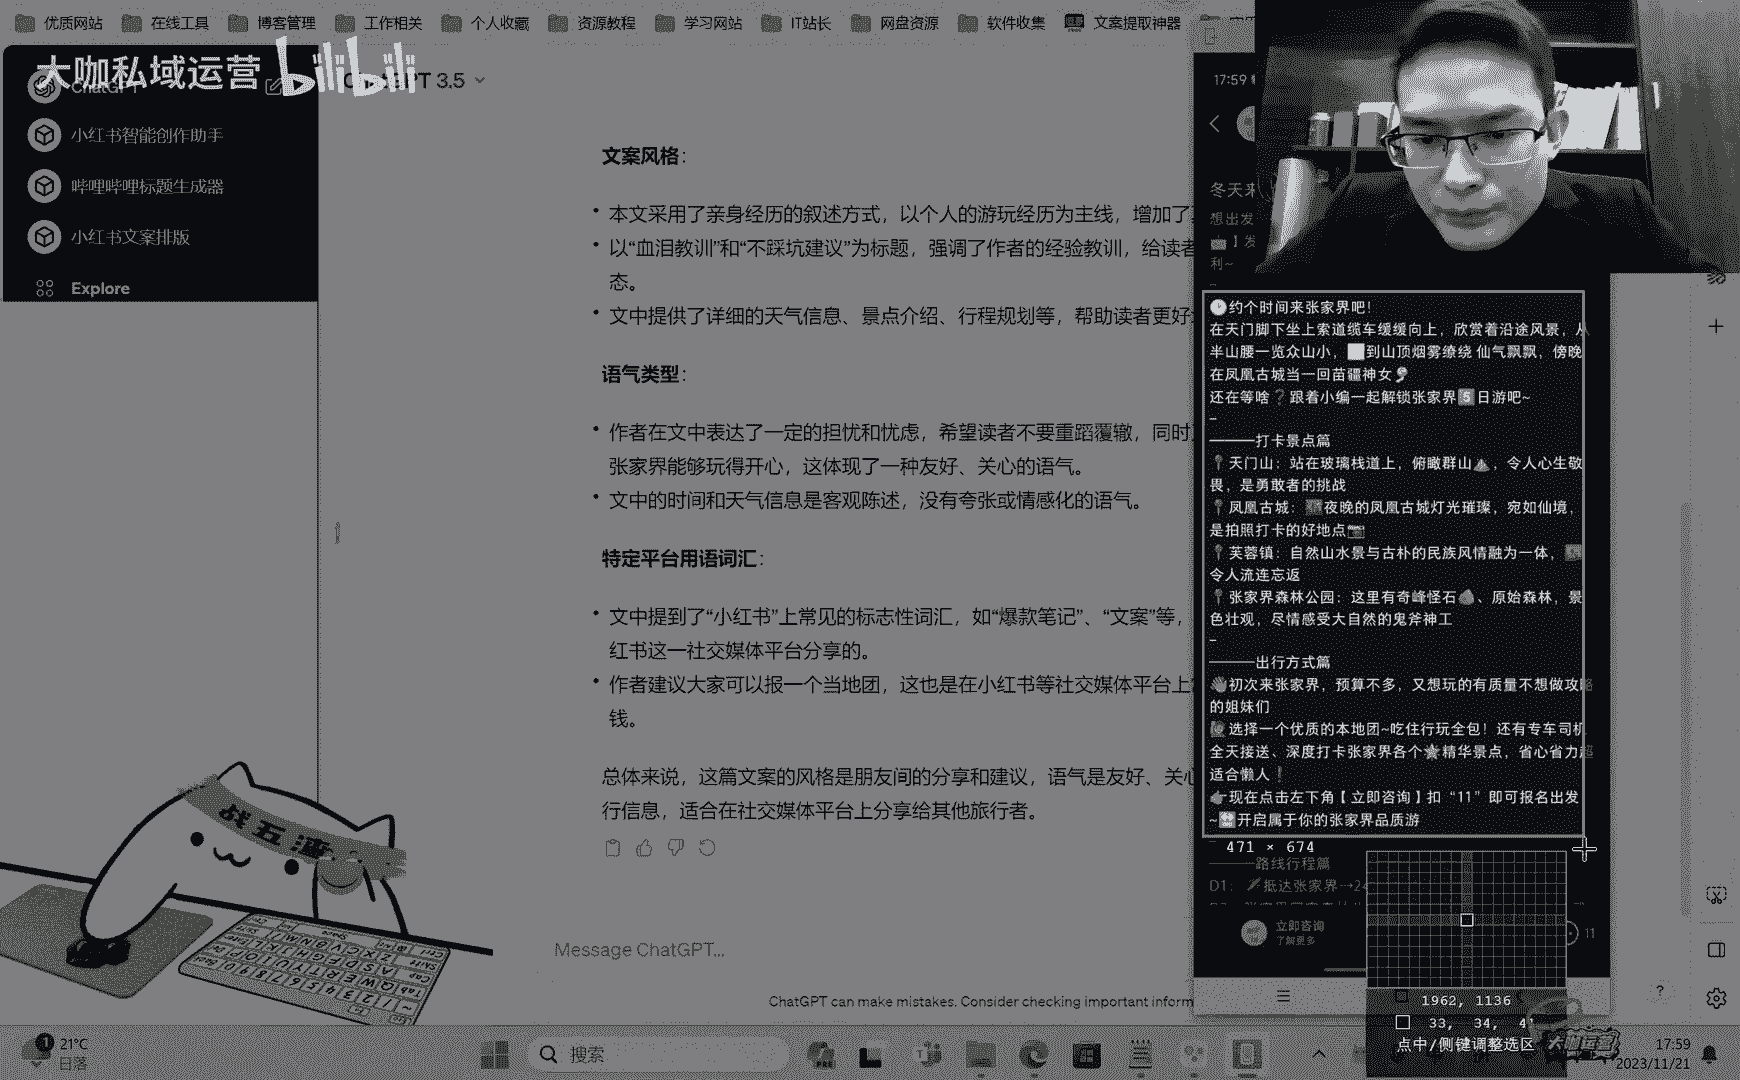 优质网站
在线工具
博客管理
工作相关
个人收藏
资源教程
学习网站
IT站长
网盘资源
软件收集
文案提取神器
大咖私域运营 bilibili
ChatGPT
小红书智能创作助手
哔哩哔哩标题生成器
小红书文案排版
Explore
PT 3.5
文案风格:
• 本文采用了亲身经历的叙述方式，以个人的游玩经历为主线，增加了
• 以“血泪教训”和“不踩坑建议”为标题，强调了作者的经验教训，给读者
态。
• 文中提供了详细的天气信息、景点介绍、行程规划等，帮助读者更好
语气类型:
• 作者在文中表达了一定的担忧和忧虑，希望读者不要重蹈覆辙，同时
张家界能够玩得开心，这体现了一种友好、关心的语气。
• 文中的时间和天气信息是客观陈述，没有夸张或情感化的语气。
特定平台用语词汇:
• 文中提到了“小红书”上常见的标志性词汇，如“爆款笔记”、“文案”等，
红书这一社交媒体平台分享的。
• 作者建议大家可以报一个当地团，这也是在小红书等社交媒体平台上
钱。
总体来说，这篇文案的风格是朋友间的分享和建议，语气是友好、关心
行信息，适合在社交媒体平台上分享给其他旅行者。
Message ChatGPT...
ChatGPT can make mistakes. Consider checking important inform
17:59
冬天来
想出发
】发
利~
🕑约个时间来张家界吧！
在天门脚下坐上索道缆车缓缓向上，欣赏着沿途风景，从
半山腰一览众山小，到山顶烟雾缭绕 仙气飘飘，傍晚
在凤凰古城当一回苗疆神女
还在等啥❔跟着小编一起解锁张家界5️⃣日游吧~
–
———打卡景点篇
📍天门山：站在玻璃栈道上，俯瞰群山⛰，令人心生敬
畏，是勇敢者的挑战
📍凤凰古城：夜晚的凤凰古城灯光璀璨，宛如仙境，
是拍照打卡的好地点📷
📍芙蓉镇：自然山水景与古朴的民族风情融为一体，
令人流连忘返
📍张家界森林公园：这里有奇峰怪石、原始森林，景
色壮观，尽情感受大自然的鬼斧神工
–
———出行方式篇
👋初次来张家界，预算不多，又想玩的有质量不想做攻略
的姐妹们
选择一个优质的本地团~吃住行玩全包！还有专车司机
全天接送、深度打卡张家界各个🌟精华景点，省心省力超
适合懒人❗
👉现在点击左下角【立即咨询】扣“11”即可报名出发
~开启属于你的张家界品质游
471 × 674
———路线行程篇
D1：抵达张家界⇢24
立即咨询
了解更多
11
1962, 1136
33, 34, 41
点中/侧键调整选区
大咖运营
战五渣
1
21°C
日落
搜索
17:59
2023/11/21